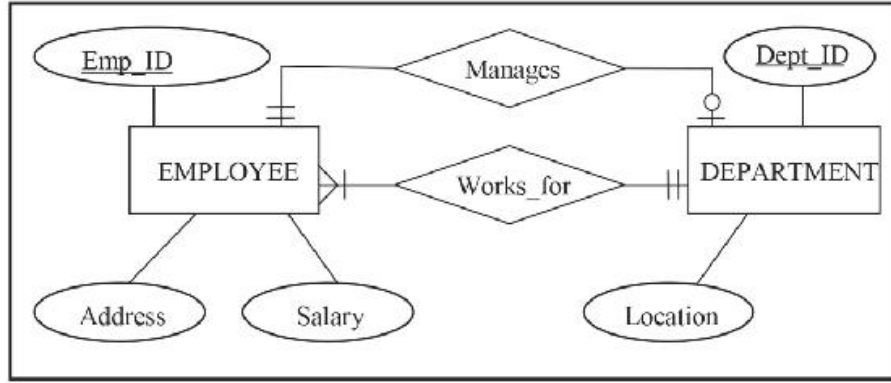 Emp_ID
Manages
Dept_ID
EMPLOYEE
Works_for
DEPARTMENT
Address
Salary
Location